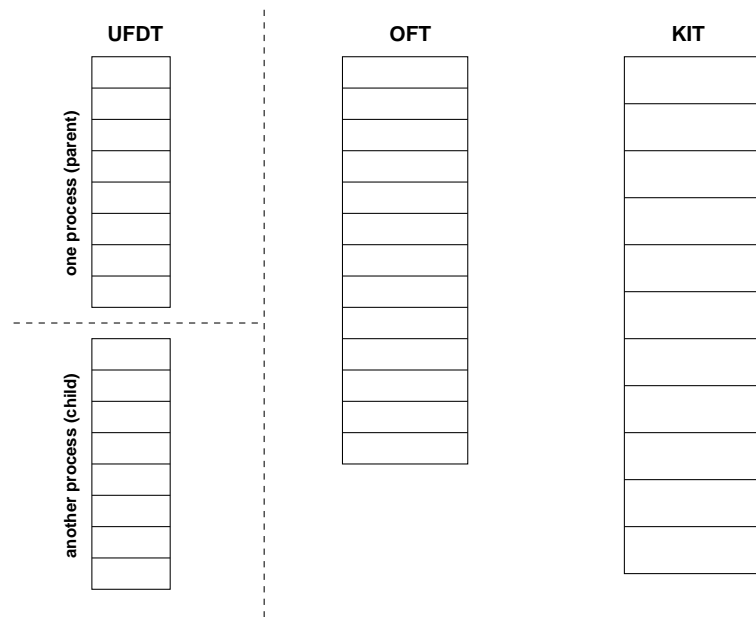 UFDT
OFT
KIT
one process (parent)
another process (child)